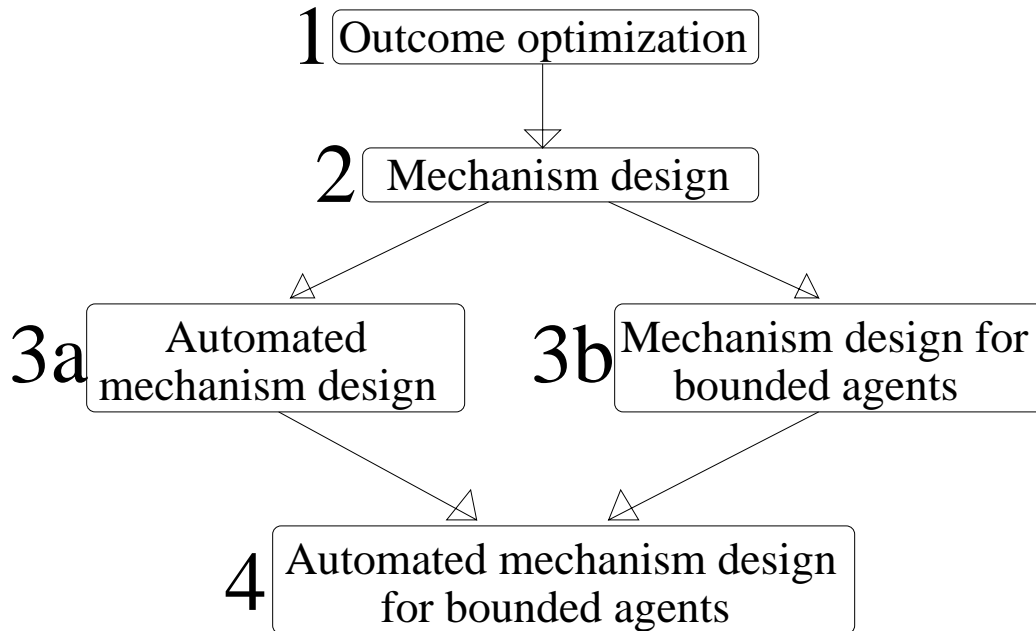 1 Outcome optimization
2 Mechanism design
3a Automated
mechanism design
3b Mechanism design for
bounded agents
4 Automated mechanism design
for bounded agents